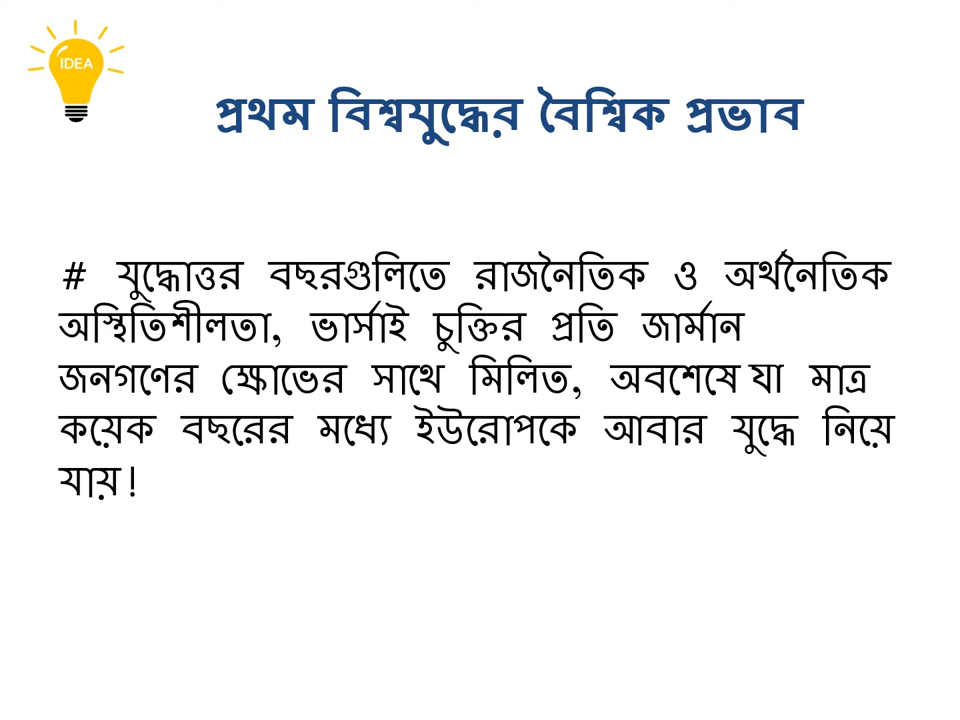 IDEA
প্রথম বিশ্বযুদ্ধের বৈশ্বিক প্রভাব
# যুদ্ধোত্তর বছরগুলিতে রাজনৈতিক ও অর্থনৈতিক
অস্থিতিশীলতা, ভার্সাই চুক্তির প্রতি জার্মান
জনগণের ক্ষোভের সাথে মিলিত, অবশেষে যা মাত্র
কয়েক বছরের মধ্যে ইউরোপকে আবার যুদ্ধে নিয়ে
যায়!